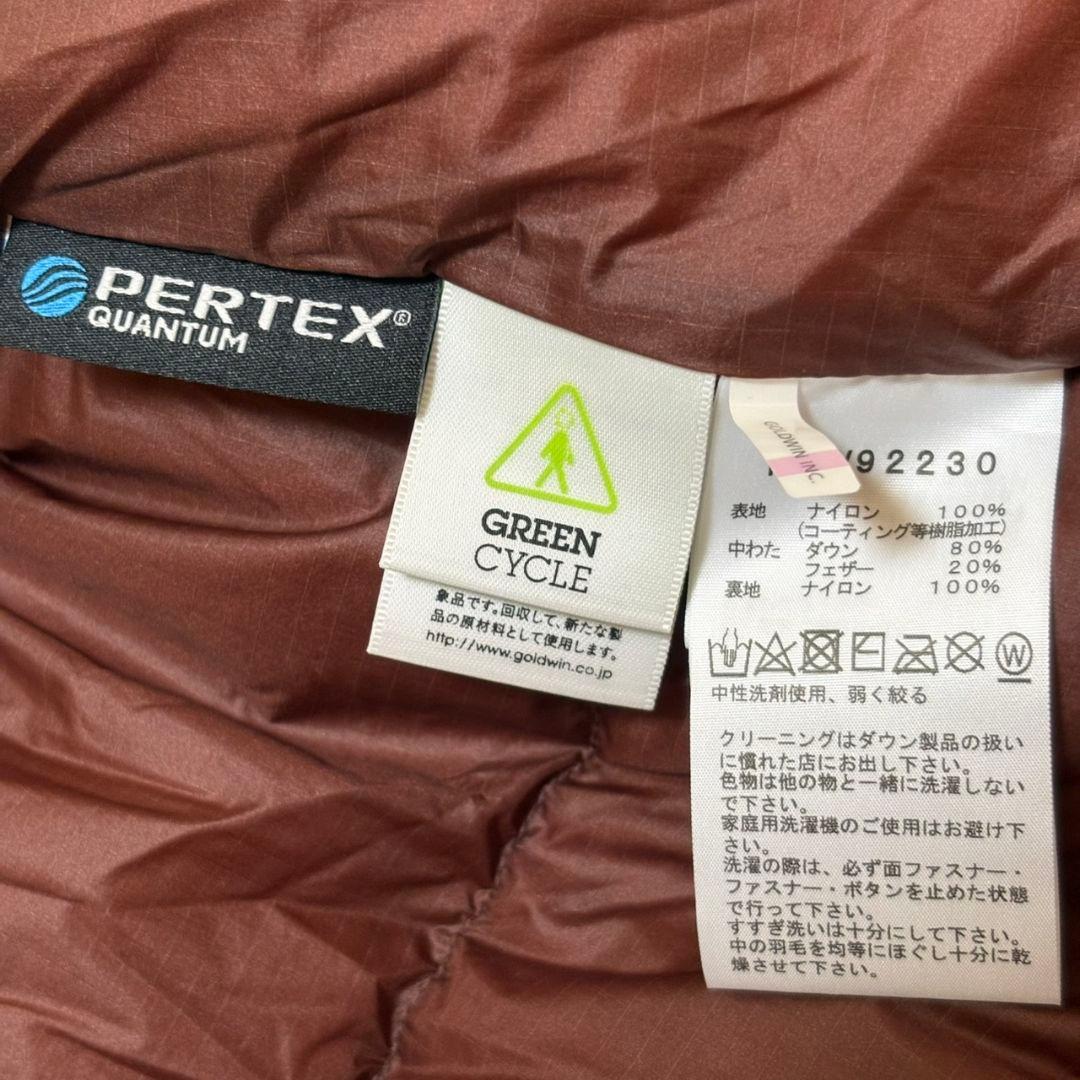 PERTEX®
QUANTUM
GREEN
CYCLE
象品です。回収して、新たな製
品の原材料として使用します。
http://www.goldwin.co.jp
GOLDWIN INC.
92230
表地 ナイロン 100%
(コーティング等樹脂加工)
中わた ダウン 80%
フェザー 20%
裏地 ナイロン 100%
W
中性洗剤使用、弱く絞る
クリーニングはダウン製品の扱い
に慣れた店にお出し下さい。
色物は他の物と一緒に洗濯しない
で下さい。
家庭用洗濯機のご使用はお避け下
さい。
洗濯の際は、必ず面ファスナー・
ファスナー・ボタンを止めた状態
で行って下さい。
すすぎ洗いは十分にして下さい。
中の羽毛を均等にほぐし十分に乾
燥させて下さい。